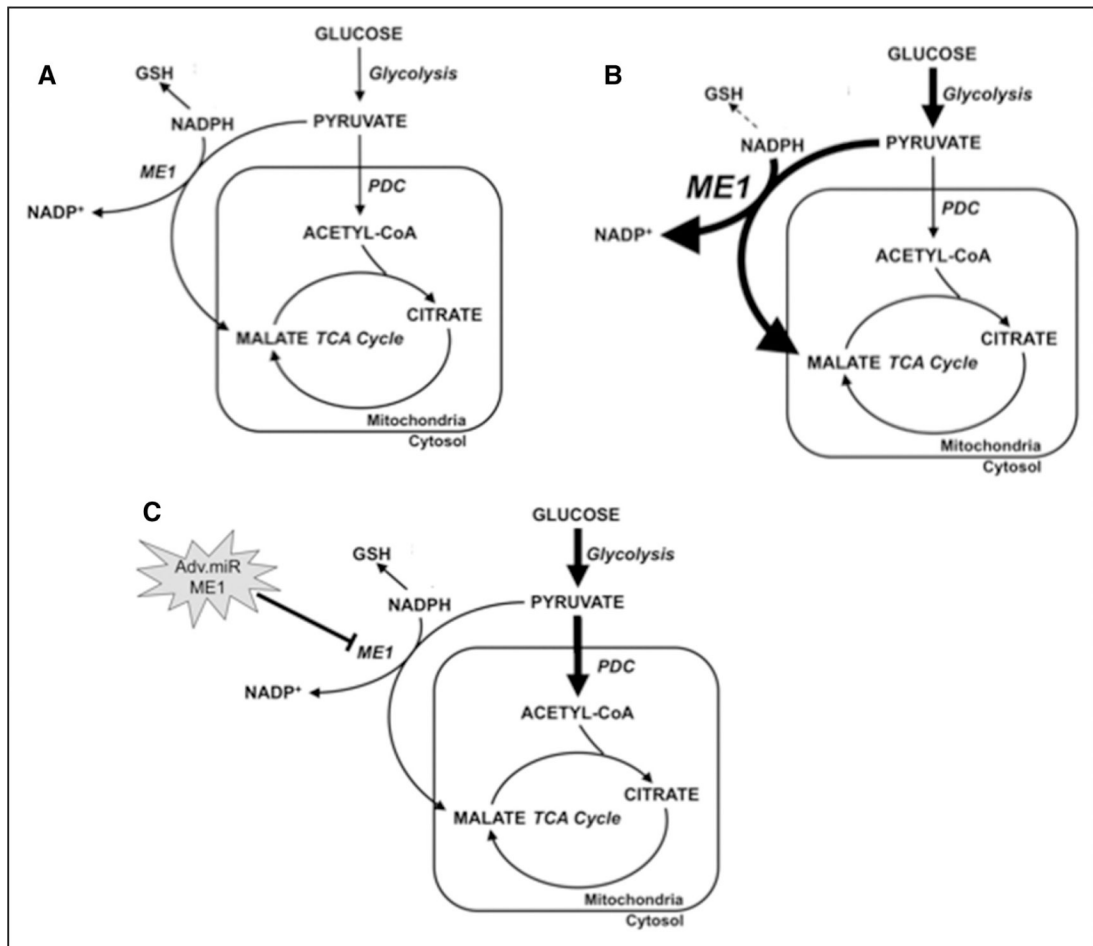 A
GLUCOSE
Glycolysis
GSH
NADPH
PYRUVATE
ME1
PDC
NADP⁺
ACETYL-CoA
CITRATE
MALATE TCA Cycle
Mitochondria
Cytosol
B
GLUCOSE
Glycolysis
GSH
NADPH
PYRUVATE
ME1
PDC
NADP⁺
ACETYL-CoA
CITRATE
MALATE TCA Cycle
Mitochondria
Cytosol
C
GLUCOSE
Glycolysis
GSH
Adv.miR
ME1
NADPH
PYRUVATE
ME1
PDC
NADP⁺
ACETYL-CoA
CITRATE
MALATE TCA Cycle
Mitochondria
Cytosol